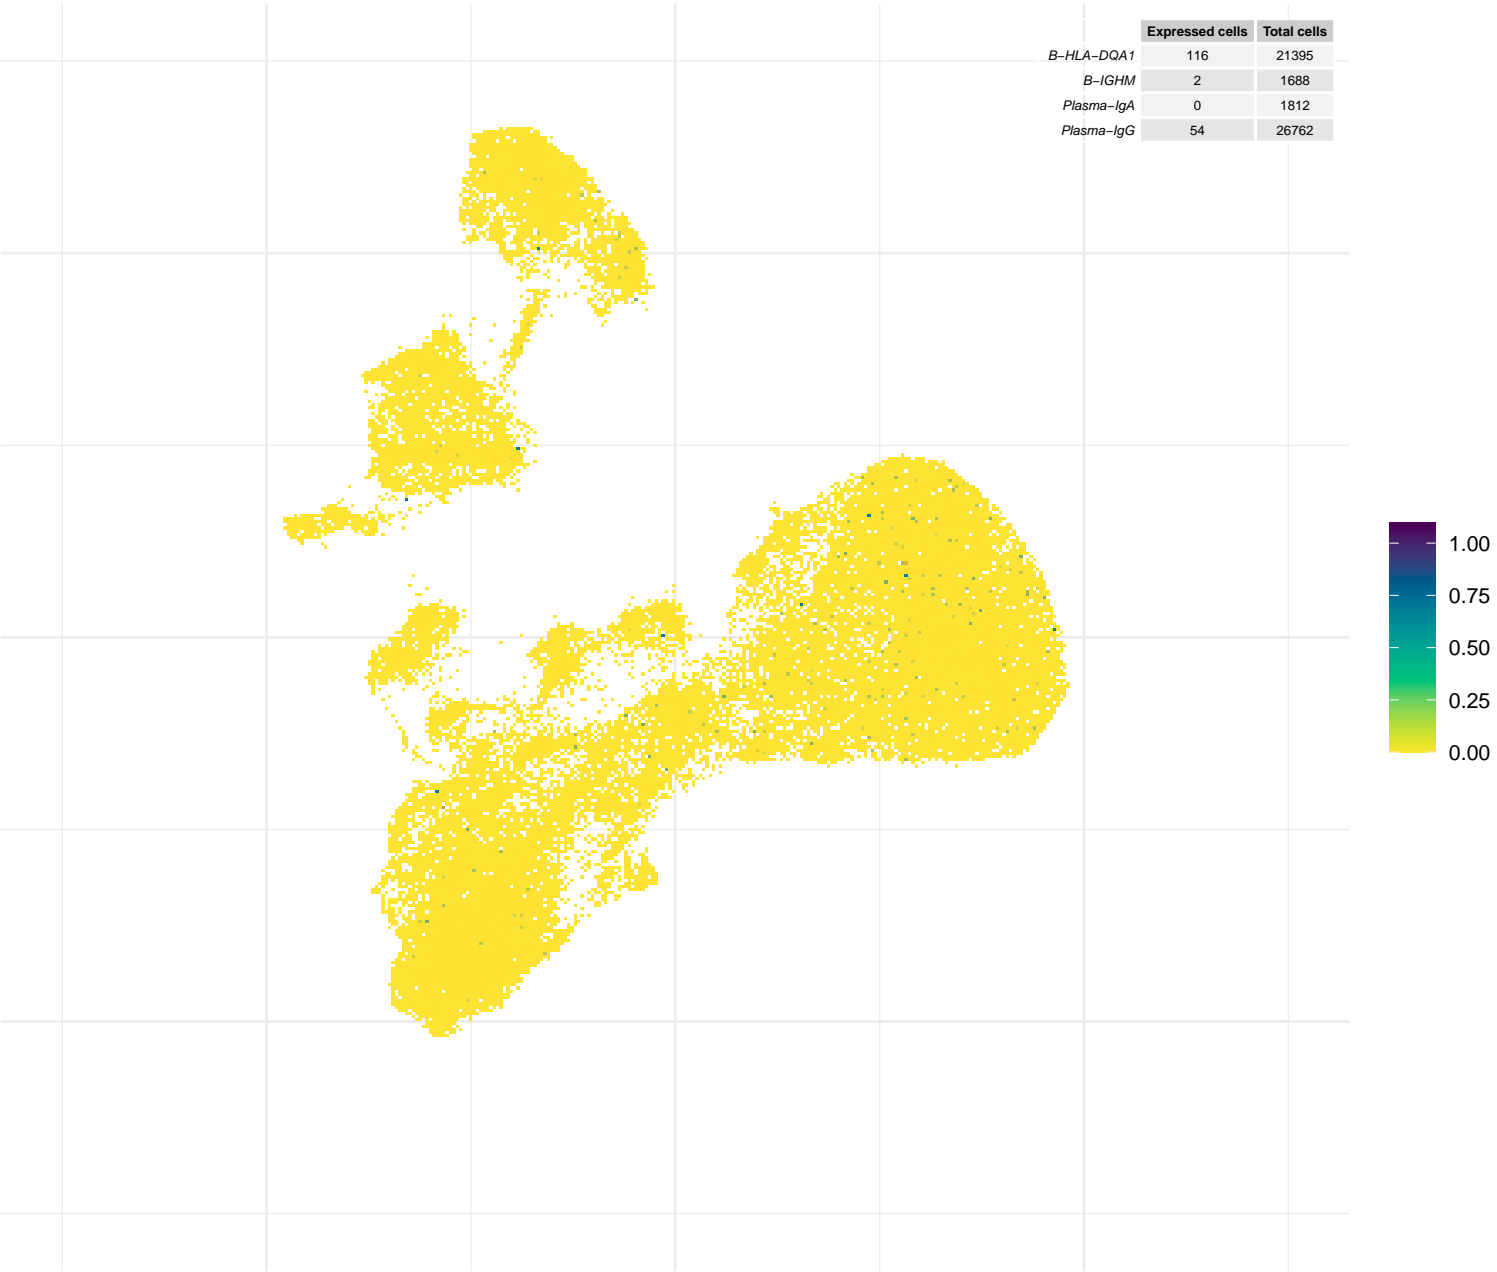 Expressed cells Total cells
B−HLA−DQA1 116 21395
B−IGHM 2 1688
Plasma−IgA 0 1812
Plasma−IgG 54 26762
1.00
0.75
0.50
0.25
0.00